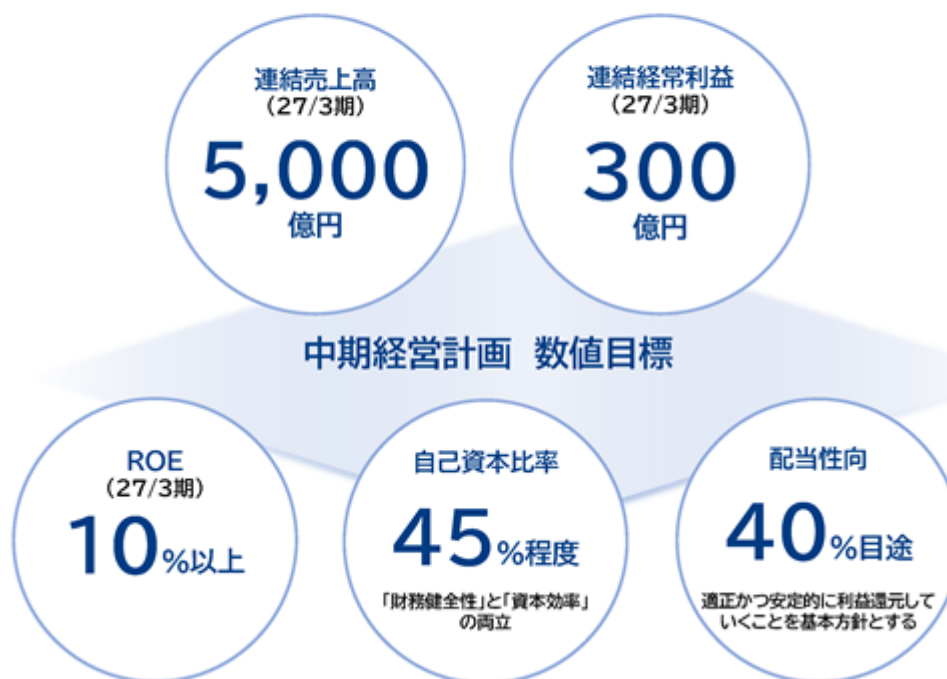 連結売上高
（27/3期）
5,000
億円
連結経常利益
（27/3期）
300
億円
中期経営計画 数値目標
ROE
（27/3期）
10%以上
自己資本比率
45%程度
「財務健全性」と「資本効率」
の両立
配当性向
40%目途
適正かつ安定的に利益還元して
いくことを基本方針とする